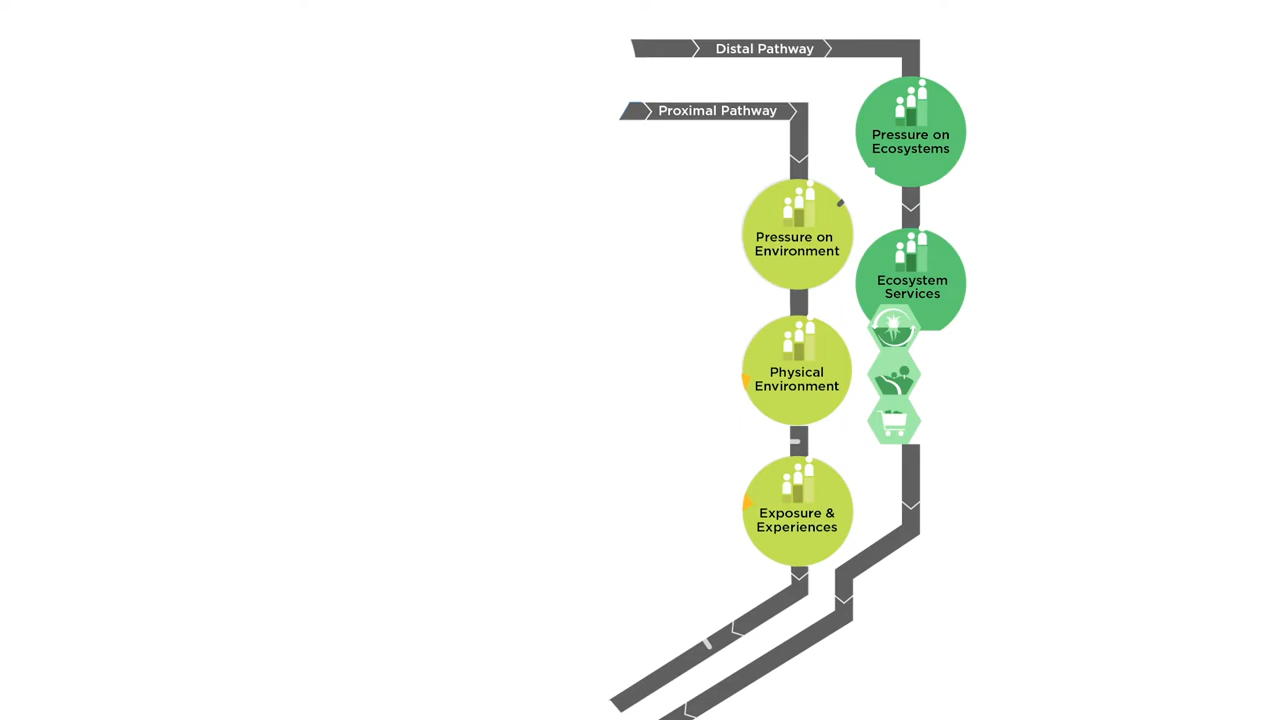 Distal Pathway
Proximal Pathway
Pressure on
Ecosystems
Pressure on
Environment
Ecosystem
Services
Physical
Environment
Exposure &
Experiences